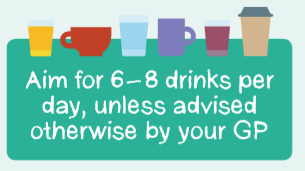 Aim for 6–8 drinks per
day, unless advised
otherwise by your GP